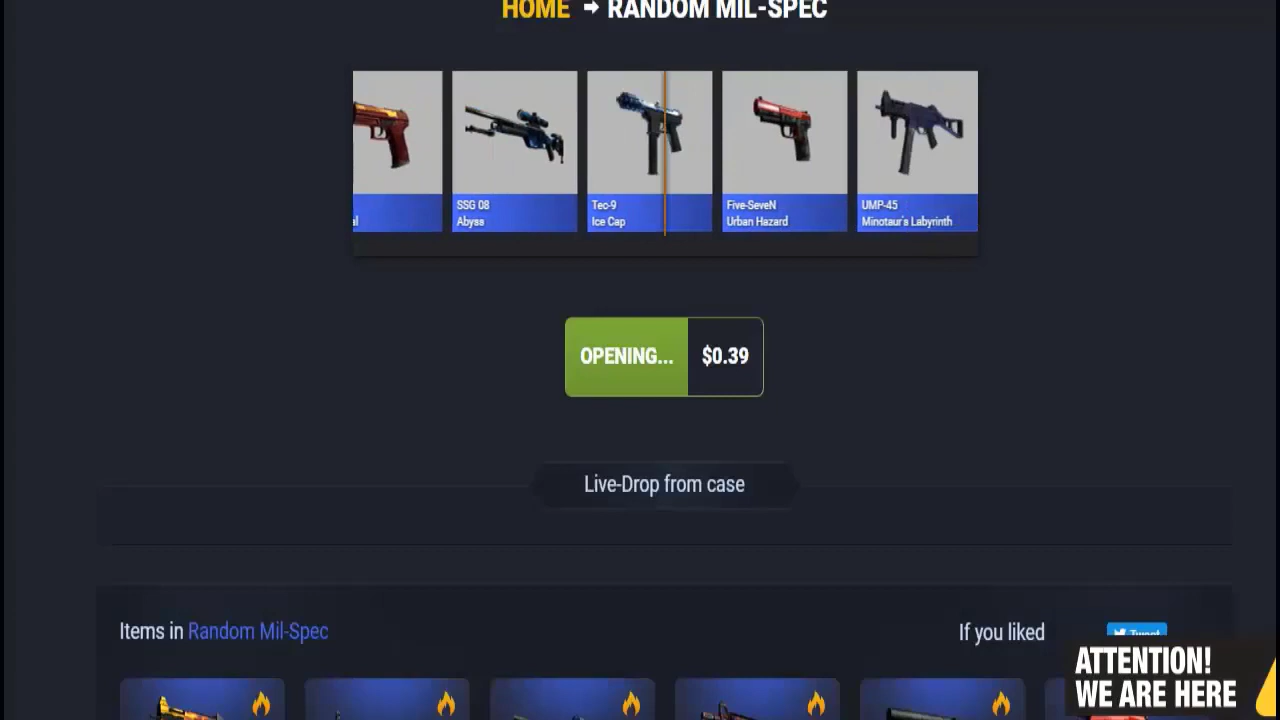 HOME → RANDOM MIL-SPEC
al
SSG 08
Abyss
Tec-9
Ice Cap
Five-SeveN
Urban Hazard
UMP-45
Minotaur's Labyrinth
OPENING...
$0.39
Live-Drop from case
Items in Random Mil-Spec
If you liked
Tweet
ATTENTION!
WE ARE HERE